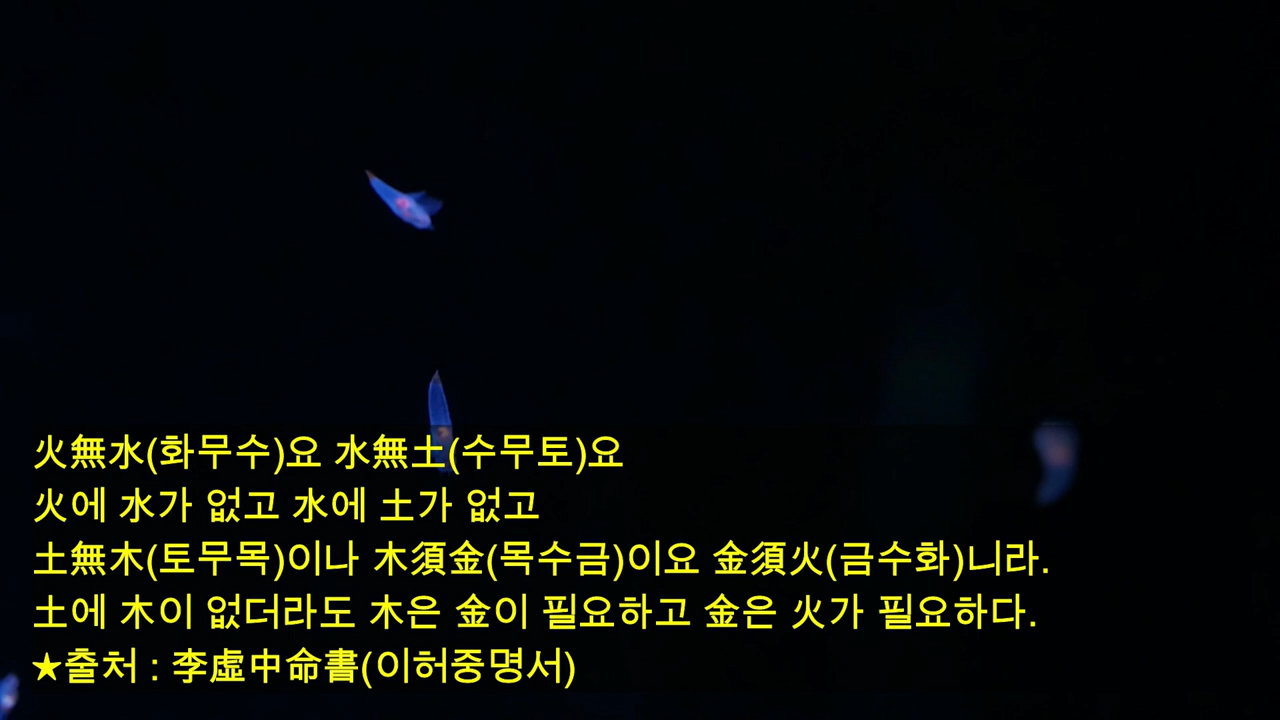 火無水(화무수)요 水無土(수무토)요
火에 水가 없고 水에 土가 없고
土無木(토무목)이나 木須金(목수금)이요 金須火(금수화)니라.
土에 木이 없더라도 木은 金이 필요하고 金은 火가 필요하다.
★출처 : 李虛中命書(이허중명서)